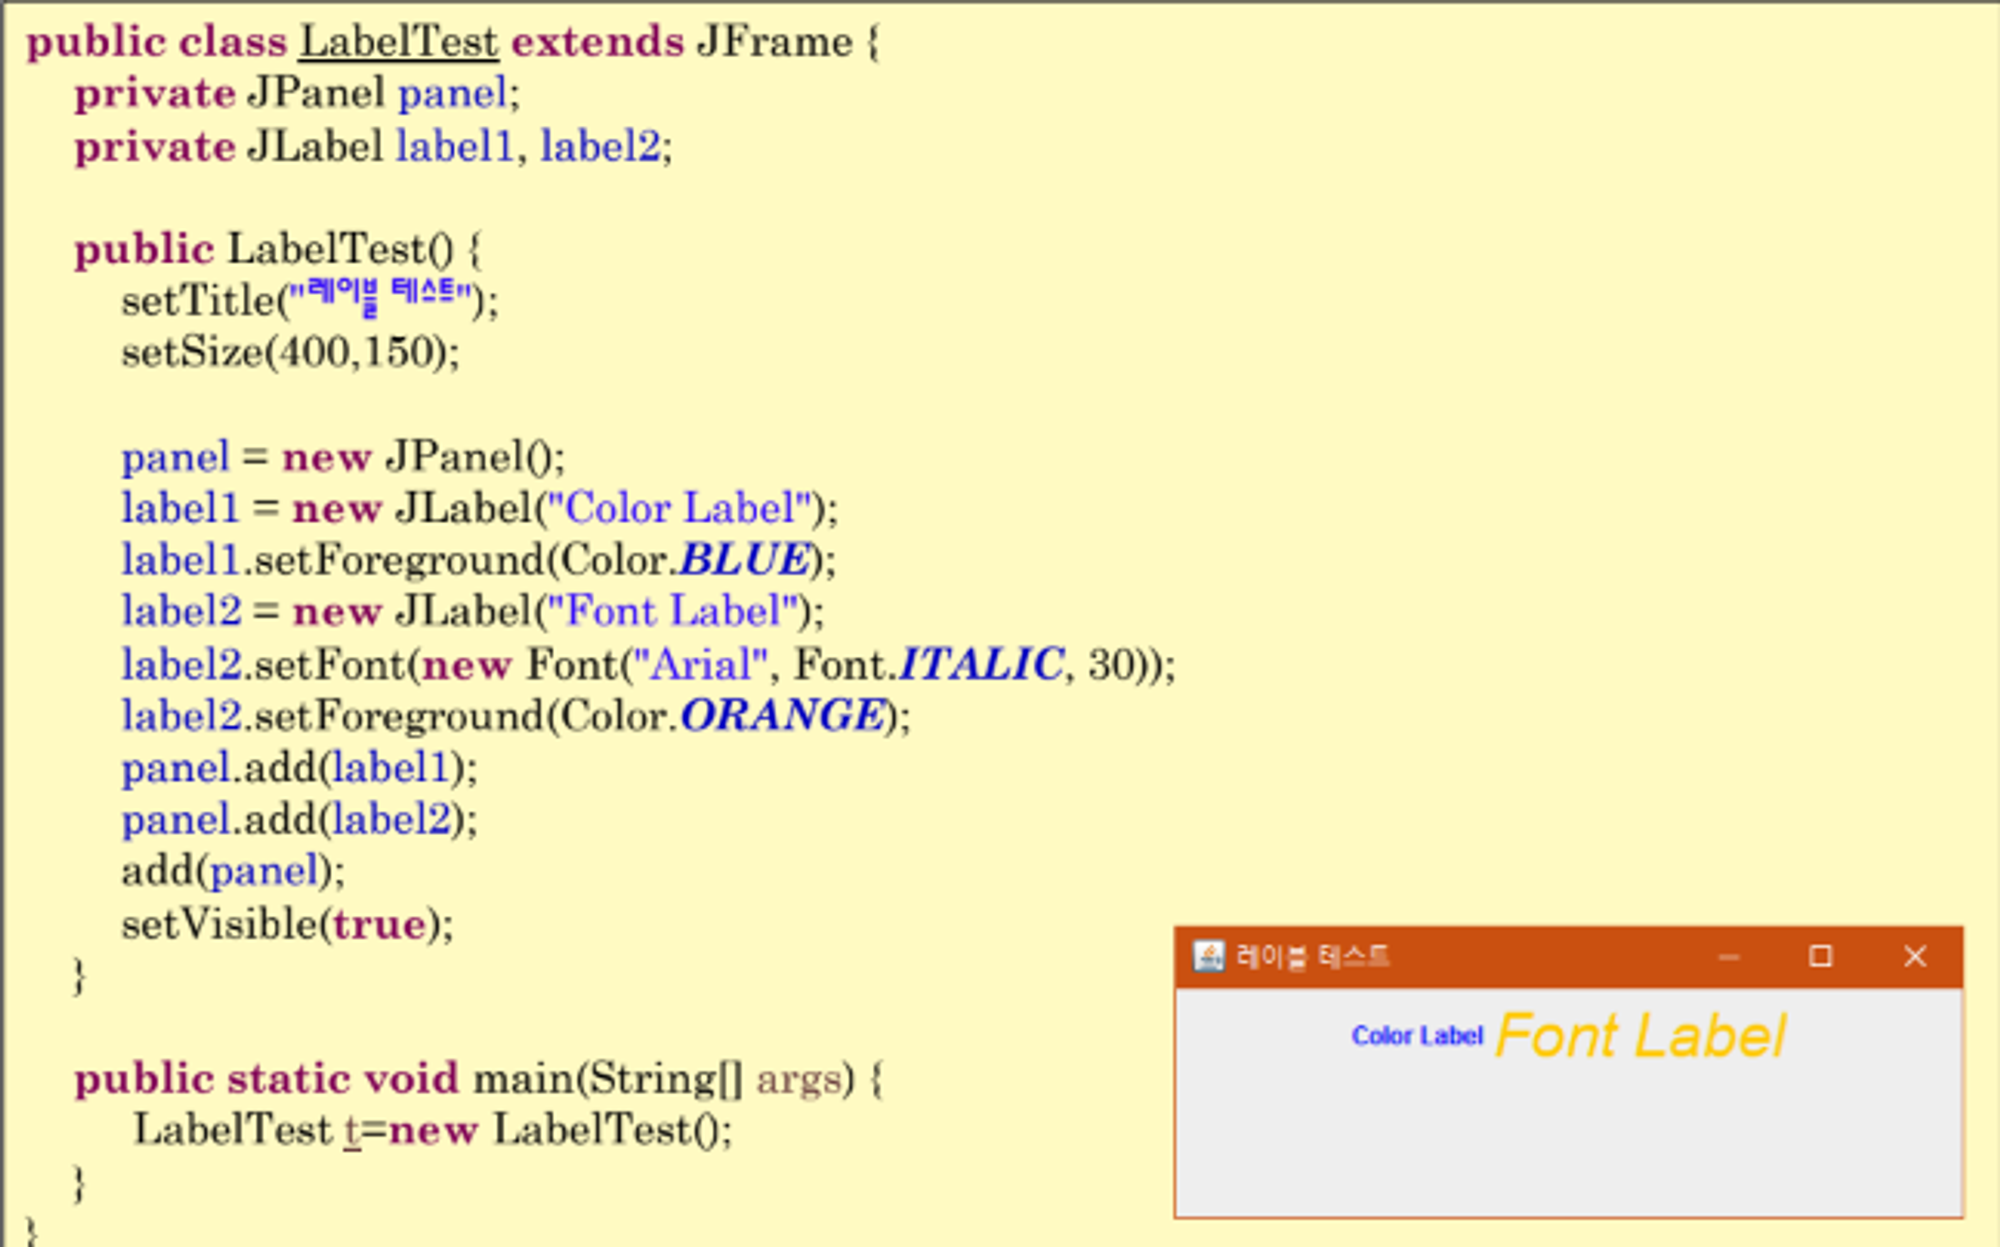 public class LabelTest extends JFrame {
private JPanel panel;
private JLabel label1, label2;
public LabelTest() {
setTitle("레이블 테스트");
setSize(400,150);
panel = new JPanel();
label1 = new JLabel("Color Label");
label1.setForeground(Color.BLUE);
label2 = new JLabel("Font Label");
label2.setFont(new Font("Arial", Font.ITALIC, 30));
label2.setForeground(Color.ORANGE);
panel.add(label1);
panel.add(label2);
add(panel);
setVisible(true);
}
public static void main(String[] args) {
LabelTest t=new LabelTest();
}
}
레이블 테스트
Color Label Font Label